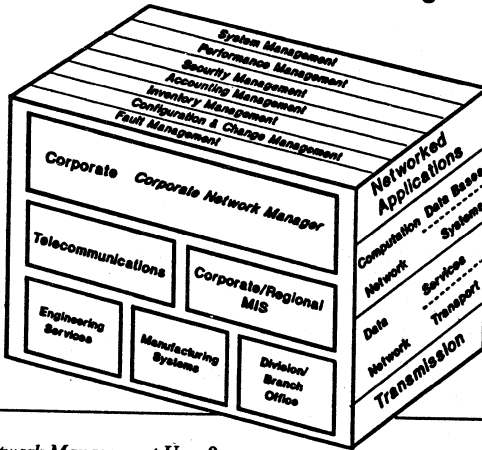 System Management
Performance Management
Security Management
Accounting Management
Inventory Management
Configuration & Change Management
Fault Management
Corporate Corporate Network Manager
Telecommunications
Corporate/Regional
MIS
Engineering
Services
Manufacturing
Systems
Division/
Branch
Office
Networked
Applications
Computation Data Bases
Network Systems
Data Services
Network Transport
Transmission